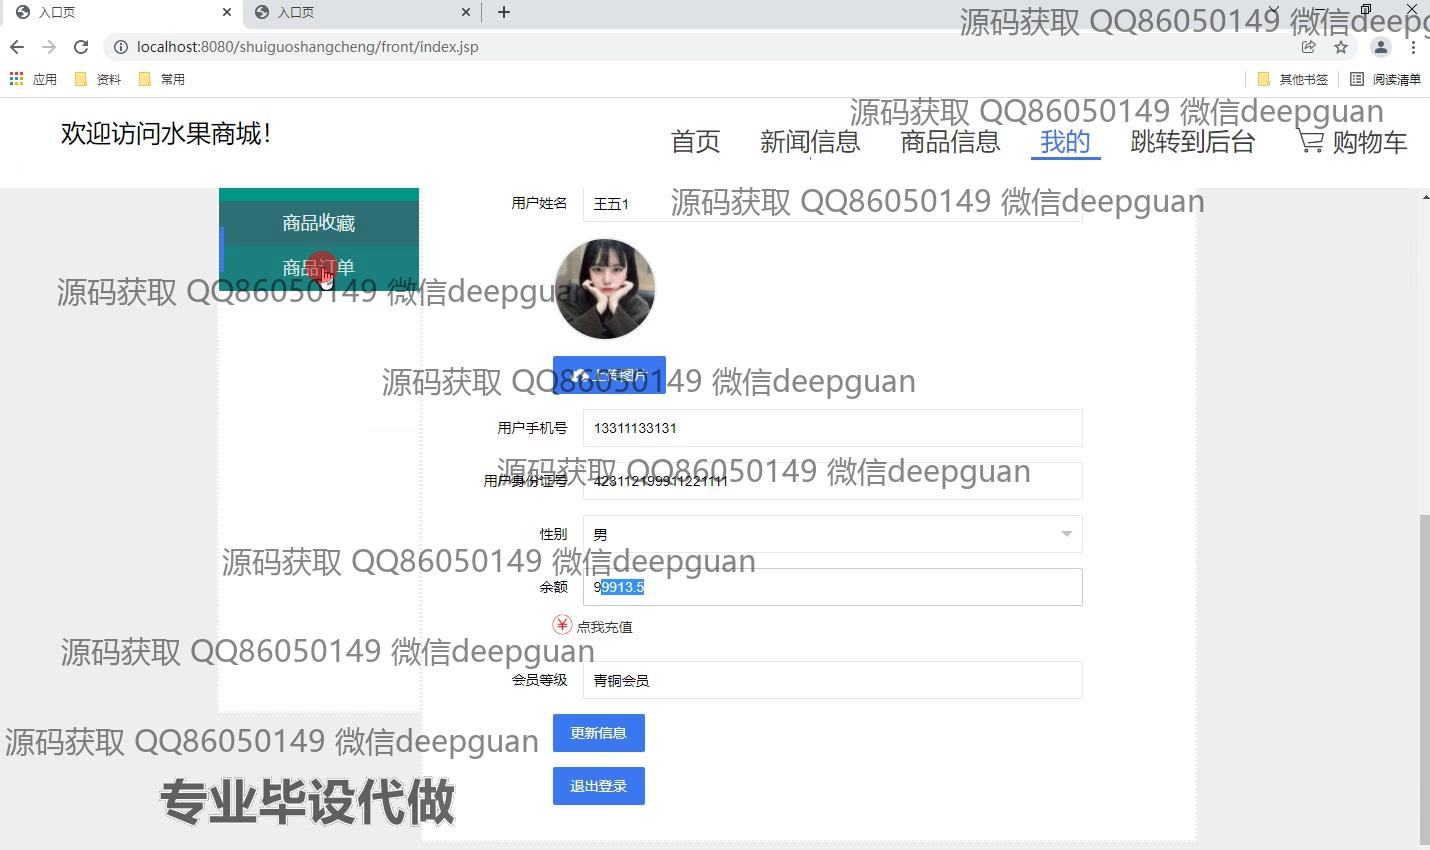 入口页
入口页
源码获取 QQ86050149 微信deepg
localhost:8080/shuiguoshangcheng/front/index.jsp
应用
资料
常用
其他书签
阅读清单
源码获取 QQ86050149 微信deepguan
欢迎访问水果商城！
首页
新闻信息
商品信息
我的
跳转到后台
购物车
用户姓名
王五1
源码获取 QQ86050149 微信deepguan
商品收藏
商品订单
源码获取 QQ86050149 微信deepguan
上传图片
源码获取 QQ86050149 微信deepguan
用户手机号
13311133131
源码获取 QQ86050149 微信deepguan
用户身份证号
423112199911221111
性别
男
源码获取 QQ86050149 微信deepguan
余额
99913.5
¥ 点我充值
源码获取 QQ86050149 微信deepguan
会员等级
青铜会员
更新信息
源码获取 QQ86050149 微信deepguan
退出登录
专业毕设代做